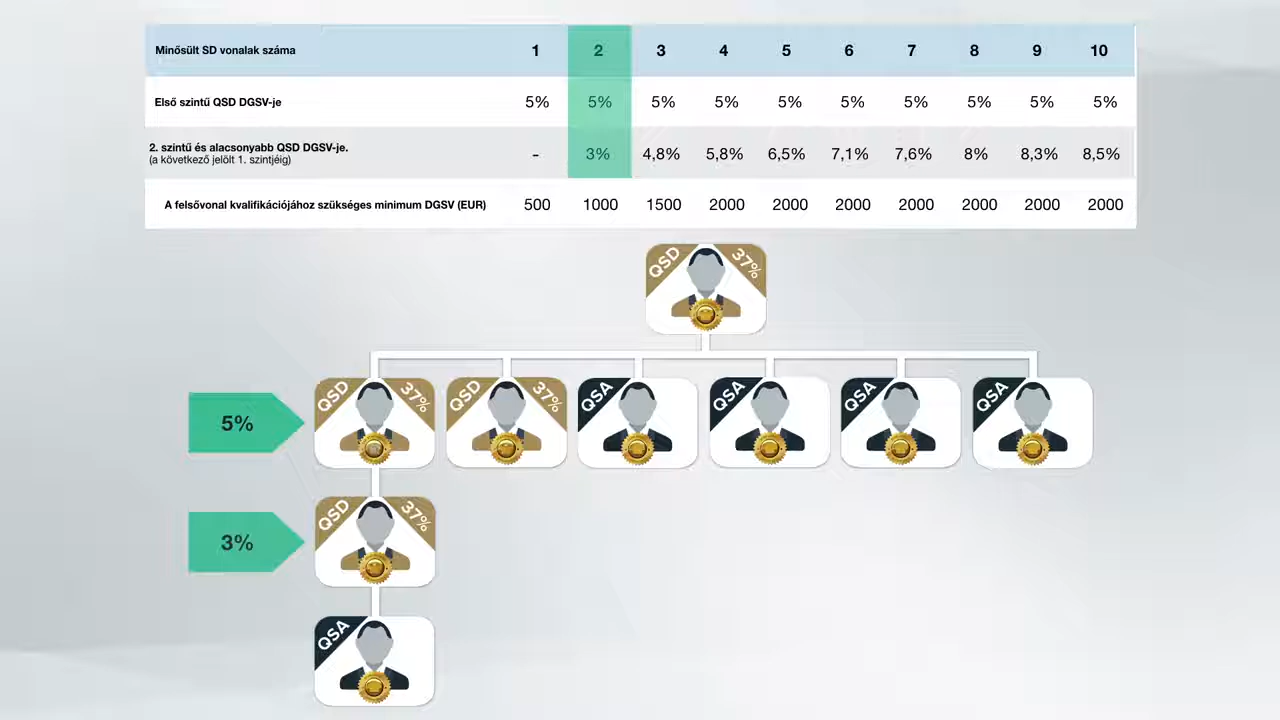 Minősült SD vonalak száma 1 2 3 4 5 6 7 8 9 10
Első szintű QSD DGSV-je 5% 5% 5% 5% 5% 5% 5% 5% 5% 5%
2. szintű és alacsonyabb QSD DGSV-je.
(a következő jelölt 1. szintjéig) - 3% 4,8% 5,8% 6,5% 7,1% 7,6% 8% 8,3% 8,5%
A felsővonal kvalifikációjához szükséges minimum DGSV (EUR) 500 1000 1500 2000 2000 2000 2000 2000 2000 2000
QSD 37%
5% QSD 37% QSD 37% QSA QSA QSA QSA
3% QSD 37%
QSA